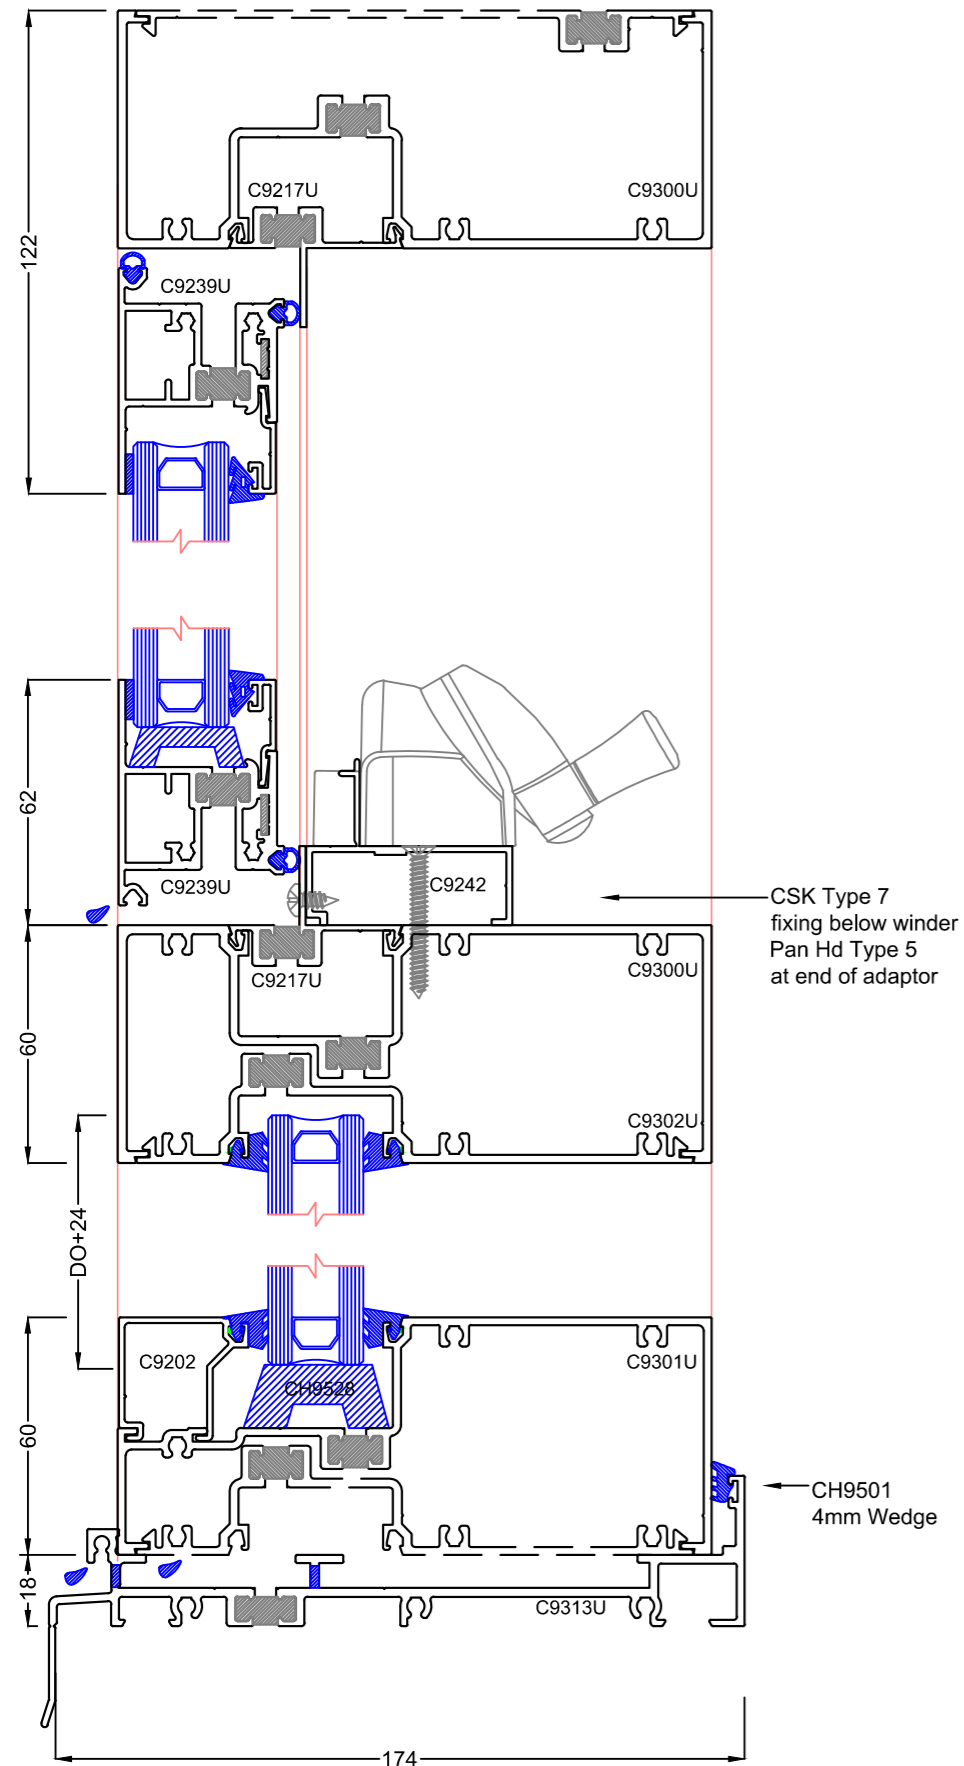 C9217U
C9300U
122
C9239U
62
C9239U
C9242
CSK Type 7
fixing below winder
Pan Hd Type 5
at end of adaptor
C9217U
C9300U
60
C9302U
DO+24
C9202
C9301U
CH9528
60
CH9501
4mm Wedge
18
C9313U
174